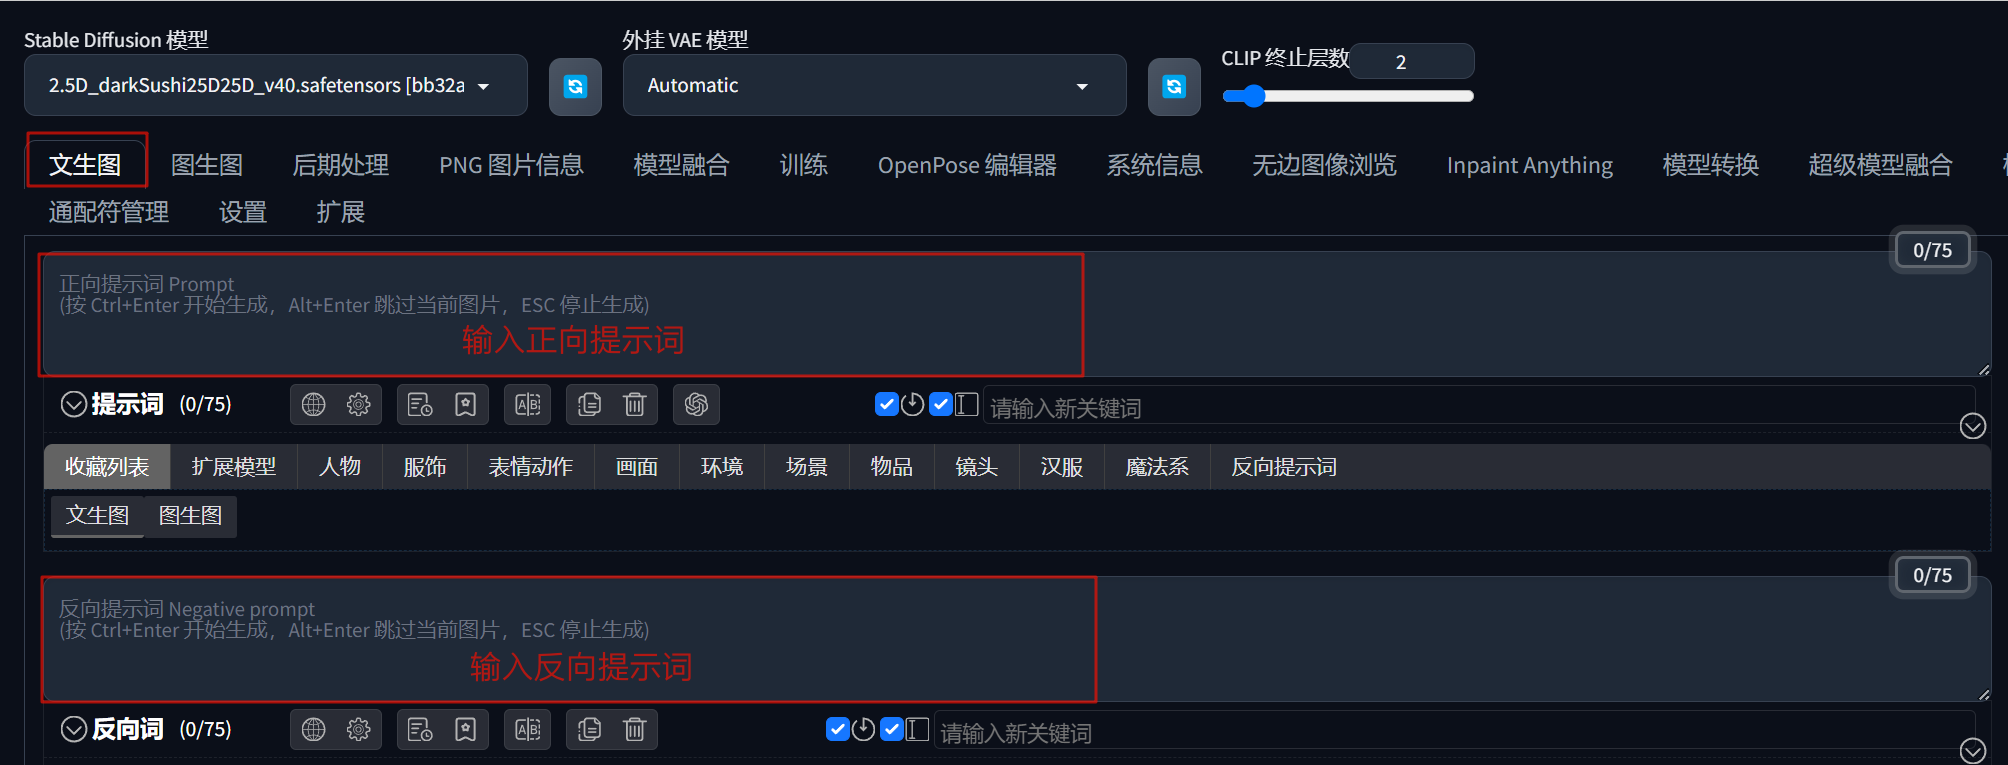 Stable Diffusion 模型
外挂 VAE 模型
CLIP 终止层数
2
2.5D_darkSushi25D25D_v40.safetensors [bb32a
Automatic
文生图 图生图 后期处理 PNG 图片信息 模型融合 训练 OpenPose 编辑器 系统信息 无边图像浏览 Inpaint Anything 模型转换 超级模型融合
通配符管理 设置 扩展
0/75
正向提示词 Prompt
(按 Ctrl+Enter 开始生成，Alt+Enter 跳过当前图片，ESC 停止生成)
输入正向提示词
提示词 (0/75)
A B
请输入新关键词
收藏列表 扩展模型 人物 服饰 表情动作 画面 环境 场景 物品 镜头 汉服 魔法系 反向提示词
文生图 图生图
0/75
反向提示词 Negative prompt
(按 Ctrl+Enter 开始生成，Alt+Enter 跳过当前图片，ESC 停止生成)
输入反向提示词
反向词 (0/75)
A B
请输入新关键词